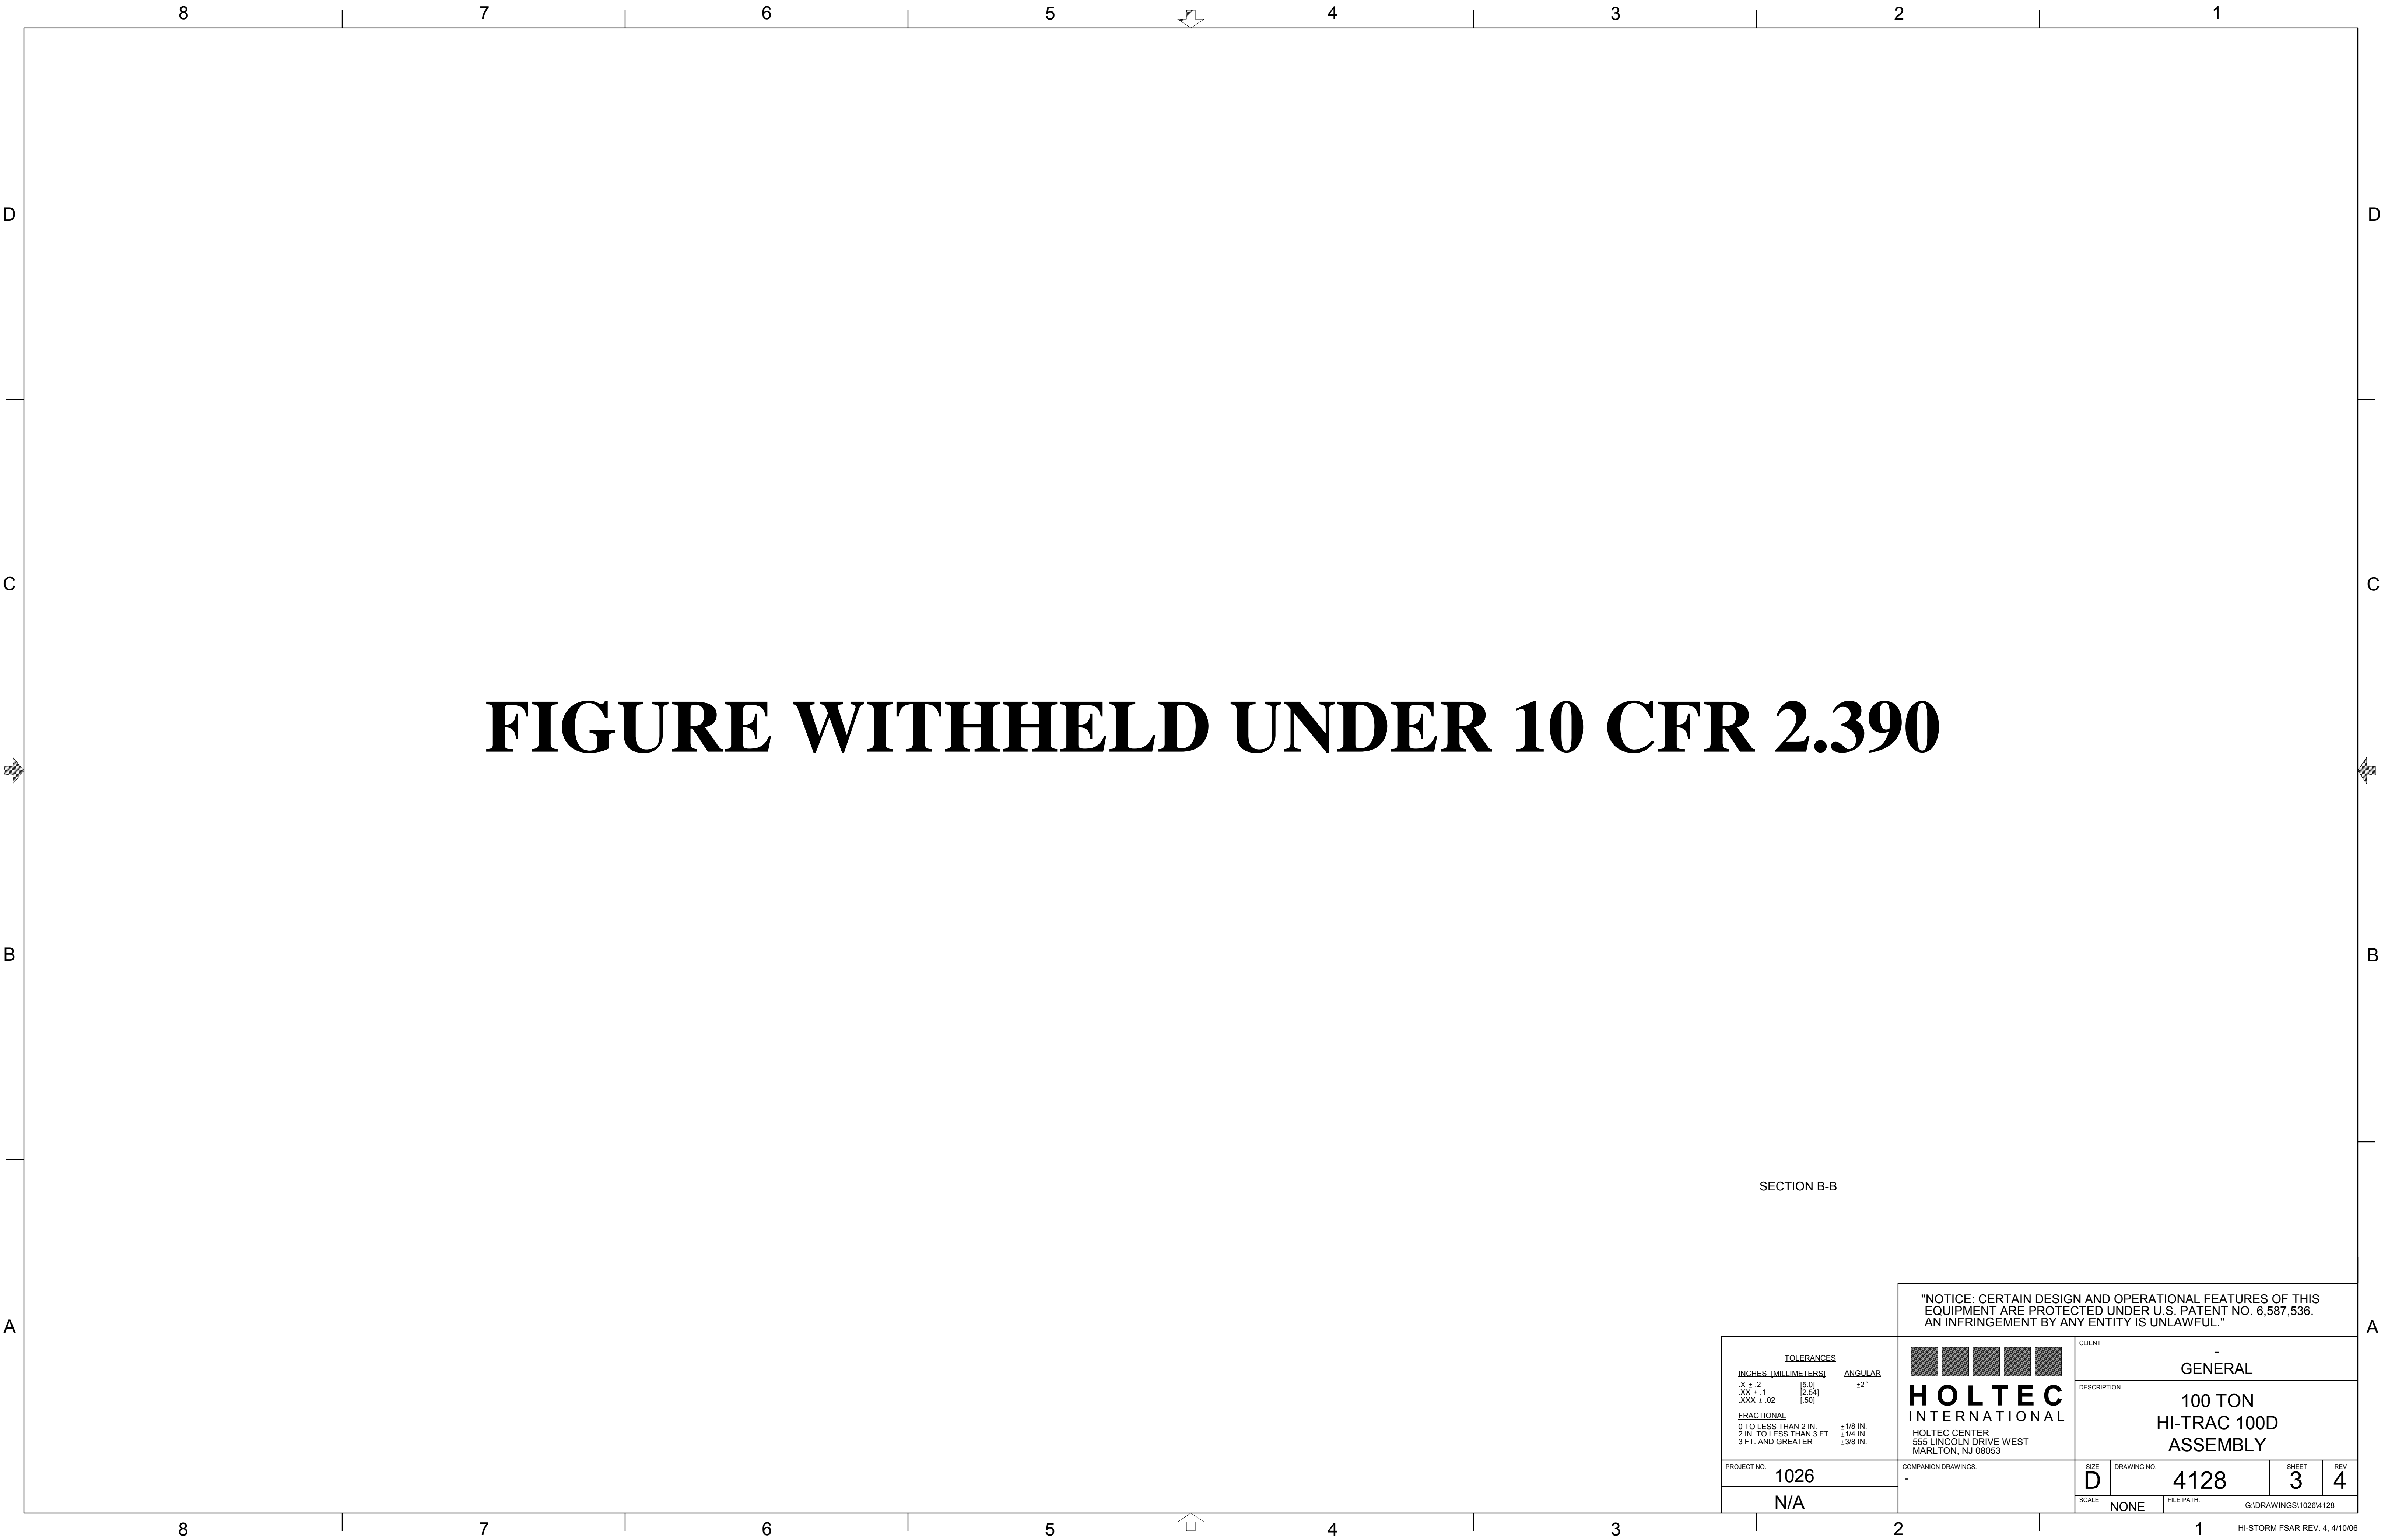 8 7 6 5 4 3 2 1
D D
C C
FIGURE WITHHELD UNDER 10 CFR 2.390
B B
SECTION B-B
A A
"NOTICE: CERTAIN DESIGN AND OPERATIONAL FEATURES OF THIS
EQUIPMENT ARE PROTECTED UNDER U.S. PATENT NO. 6,587,536.
AN INFRINGEMENT BY ANY ENTITY IS UNLAWFUL."
TOLERANCES
INCHES [MILLIMETERS] ANGULAR
.X ± .2 [5.0] ±2°
.XX ± .1 [2.54]
.XXX ± .02 [.50]
FRACTIONAL
0 TO LESS THAN 2 IN. ±1/8 IN.
2 IN. TO LESS THAN 3 FT. ±1/4 IN.
3 FT. AND GREATER ±3/8 IN.
PROJECT NO.
1026
N/A
HOLTEC
INTERNATIONAL
HOLTEC CENTER
555 LINCOLN DRIVE WEST
MARLTON, NJ 08053
COMPANION DRAWINGS:
-
CLIENT
-
GENERAL
DESCRIPTION
100 TON
HI-TRAC 100D
ASSEMBLY
SIZE
D
DRAWING NO.
4128
SHEET
3
REV
4
SCALE
NONE
FILE PATH:
G:\DRAWINGS\1026\4128
8 7 6 5 4 3 2 1
HI-STORM FSAR REV. 4, 4/10/06